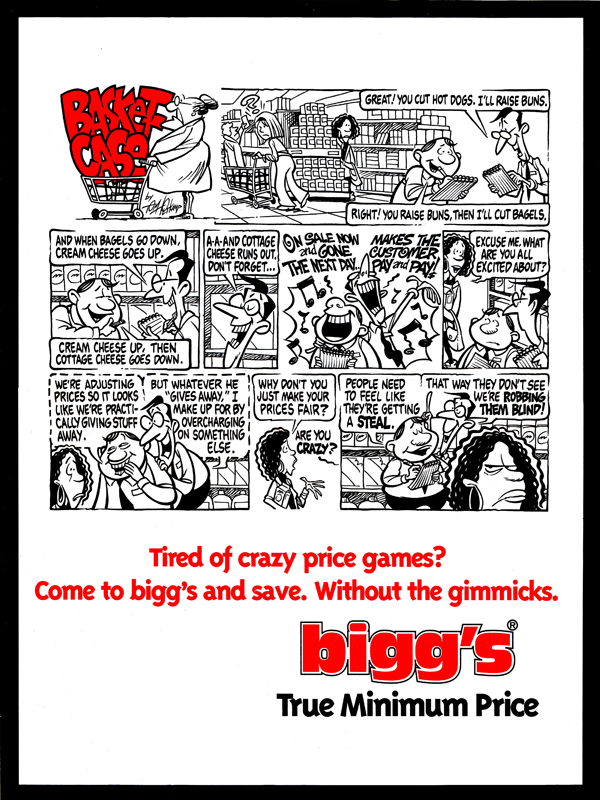 BASKET-
CASE
by
GREAT! YOU CUT HOT DOGS. I'LL RAISE BUNS.
RIGHT! YOU RAISE BUNS, THEN I'LL CUT BAGELS.
AND WHEN BAGELS GO DOWN,
CREAM CHEESE GOES UP.
CREAM CHEESE UP, THEN
COTTAGE CHEESE GOES DOWN.
A-A-AND COTTAGE
CHEESE RUNS OUT.
DON'T FORGET...
ON SALE NOW
and GONE
THE NEXT DAY...
MAKES THE
CUSTOMER
PAY and PAY!
EXCUSE ME, WHAT
ARE YOU ALL
EXCITED ABOUT?
WE'RE ADJUSTING
PRICES SO IT LOOKS
LIKE WE'RE PRACTI-
CALLY GIVING STUFF
AWAY.
BUT WHATEVER HE
"GIVES AWAY," I
MAKE UP FOR BY
OVERCHARGING
ON SOMETHING
ELSE.
WHY DON'T YOU
JUST MAKE YOUR
PRICES FAIR?
ARE YOU
CRAZY?
PEOPLE NEED
TO FEEL LIKE
THEY'RE GETTING
A STEAL.
THAT WAY THEY DON'T SEE
WE'RE ROBBING
THEM BLIND!
Tired of crazy price games?
Come to bigg's and save. Without the gimmicks.
bigg's®
True Minimum Price